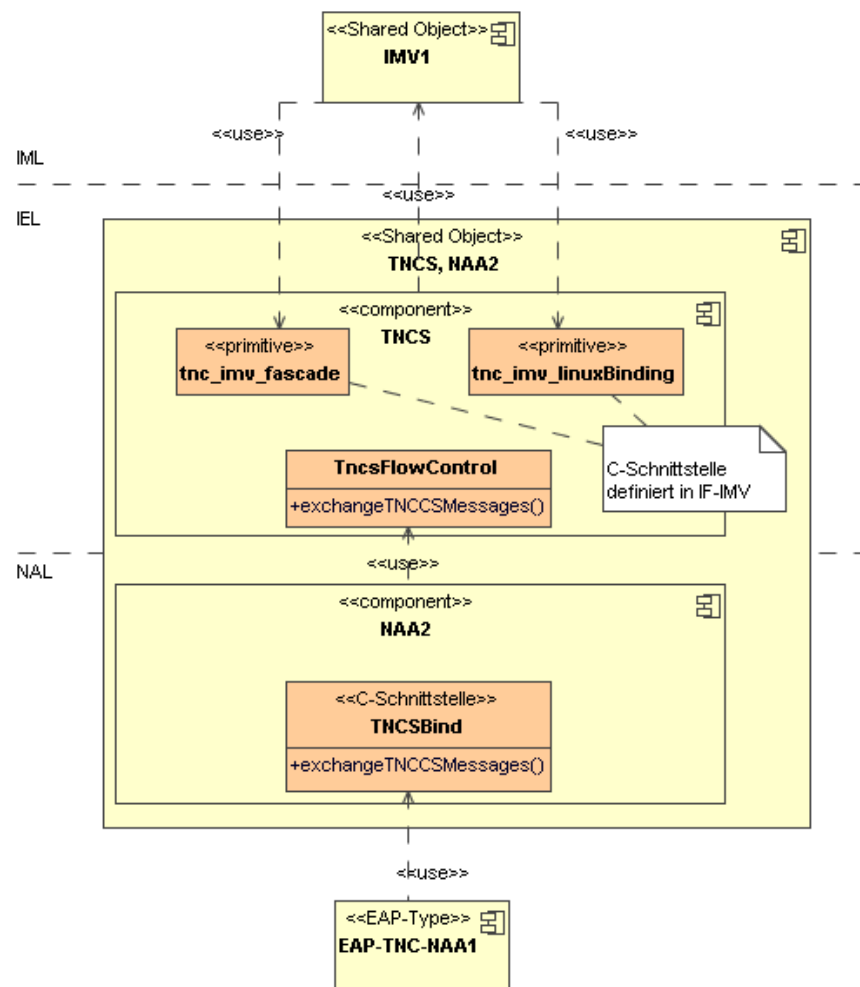 <<Shared Object>>
IMV1
<<use>>
<<use>>
IML
<<use>>
IEL
<<Shared Object>>
TNCS, NAA2
<<component>>
TNCS
<<primitive>>
tnc_imv_fascade
<<primitive>>
tnc_imv_linuxBinding
C-Schnittstelle
definiert in IF-IMV
TncsFlowControl
+exchangeTNCCSMessages()
NAL
<<use>>
<<component>>
NAA2
<<C-Schnittstelle>>
TNCSBind
+exchangeTNCCSMessages()
<<use>>
<<EAP-Type>>
EAP-TNC-NAA1